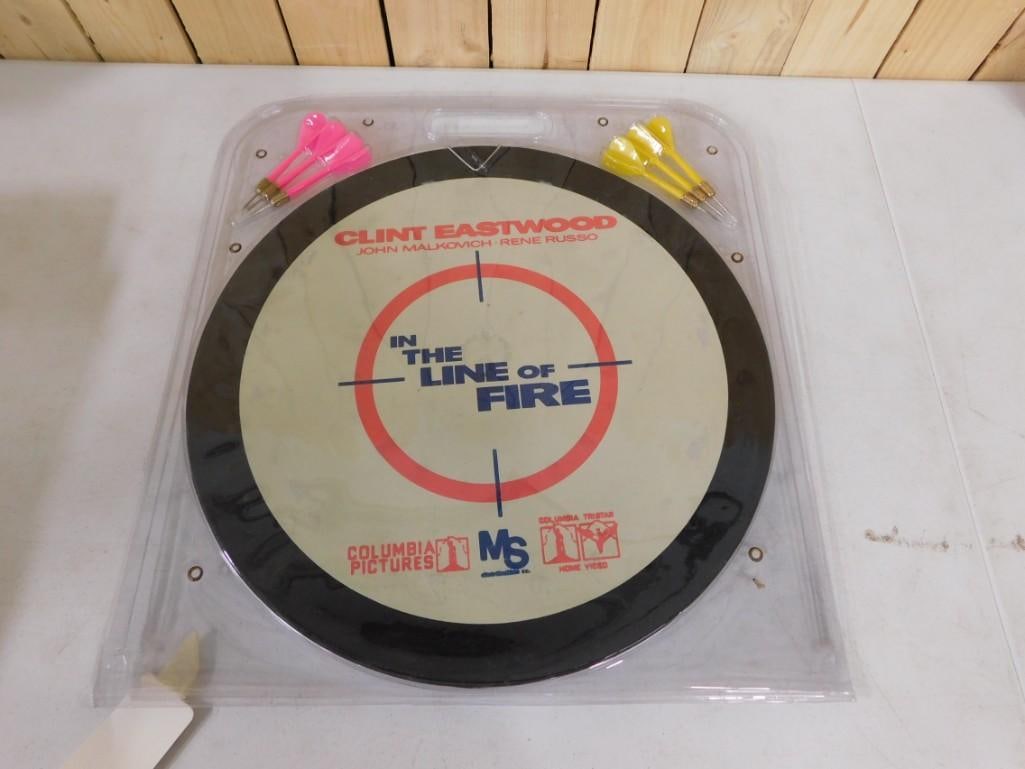 CLINT EASTWOOD
JOHN MALKOVICH · RENE RUSSO
IN
THE
LINE OF
FIRE
COLUMBIA
PICTURES
MS
COLUMBIA TRISTAR
HOME VIDEO